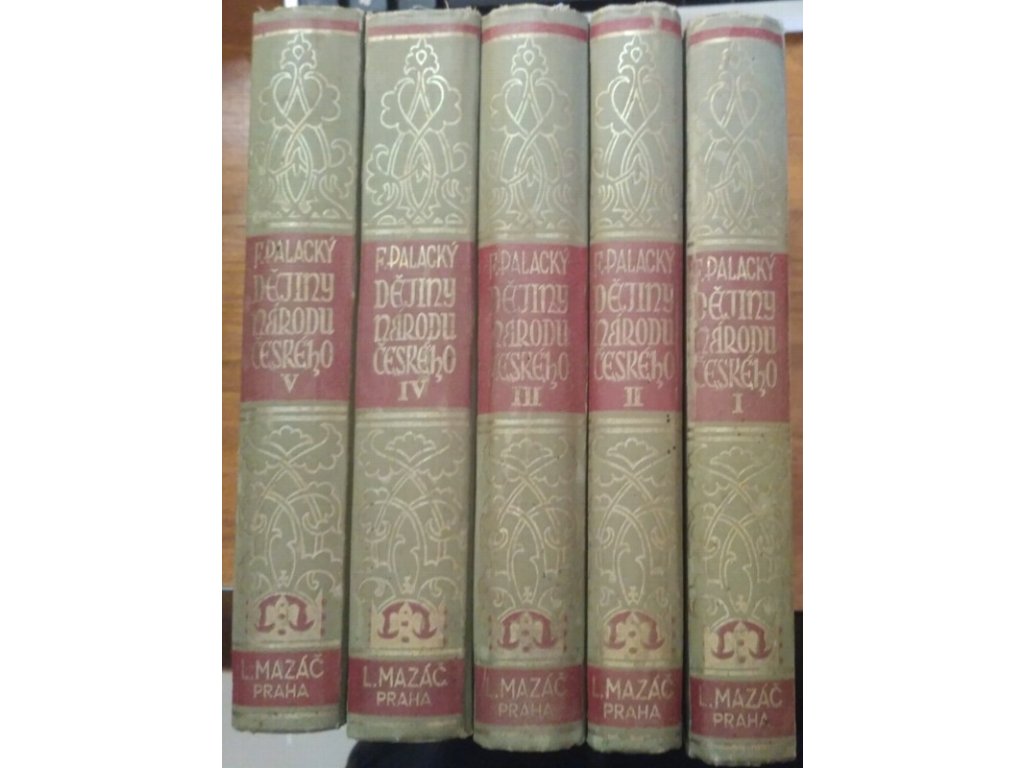 F. PALACKÝ
DĚJINY
NÁRODU
ČESKÉHO
V
L. MAZÁČ
PRAHA
F. PALACKÝ
DĚJINY
NÁRODU
ČESKÉHO
IV
L. MAZÁČ
PRAHA
F. PALACKÝ
DĚJINY
NÁRODU
ČESKÉHO
III
L. MAZÁČ
PRAHA
F. PALACKÝ
DĚJINY
NÁRODU
ČESKÉHO
II
L. MAZÁČ
PRAHA
F. PALACKÝ
DĚJINY
NÁRODU
ČESKÉHO
I
L. MAZÁČ
PRAHA